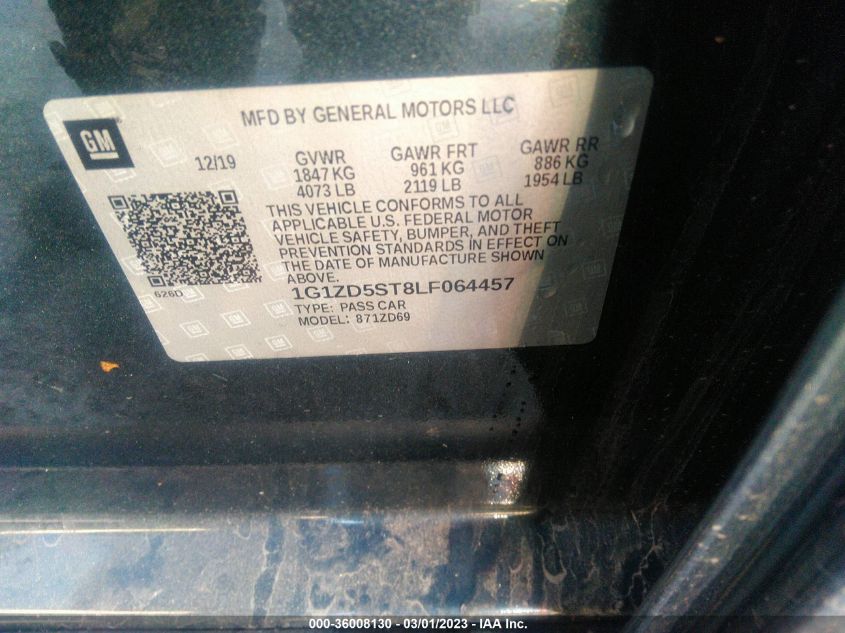 MFD BY GENERAL MOTORS LLC
GM
12/19
GVWR GAWR FRT GAWR RR
1847 KG 961 KG 886 KG
4073 LB 2119 LB 1954 LB
THIS VEHICLE CONFORMS TO ALL
APPLICABLE U.S. FEDERAL MOTOR
VEHICLE SAFETY, BUMPER, AND THEFT
PREVENTION STANDARDS IN EFFECT ON
THE DATE OF MANUFACTURE SHOWN
ABOVE.
626D
1G1ZD5ST8LF064457
TYPE: PASS CAR
MODEL: 871ZD69
000-36008130 - 03/01/2023 - IAA Inc.